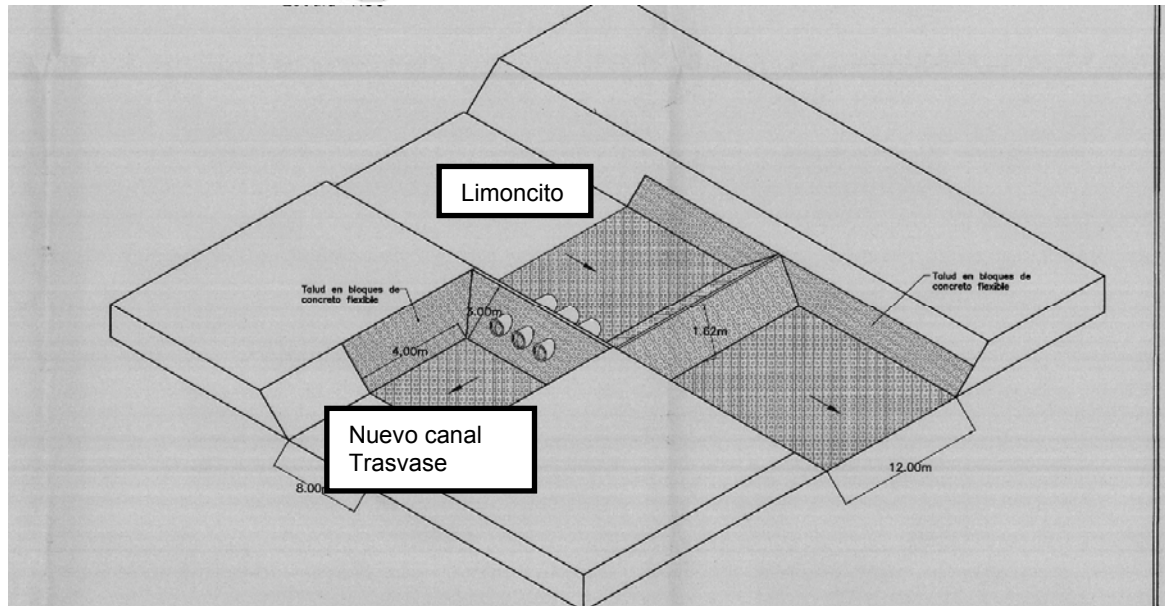 Limoncito
Talud en bloques de
concreto flexible
Talud en bloques de
concreto flexible
3.00m
4,00m
1.62m
Nuevo canal
Trasvase
8.00
12.00m